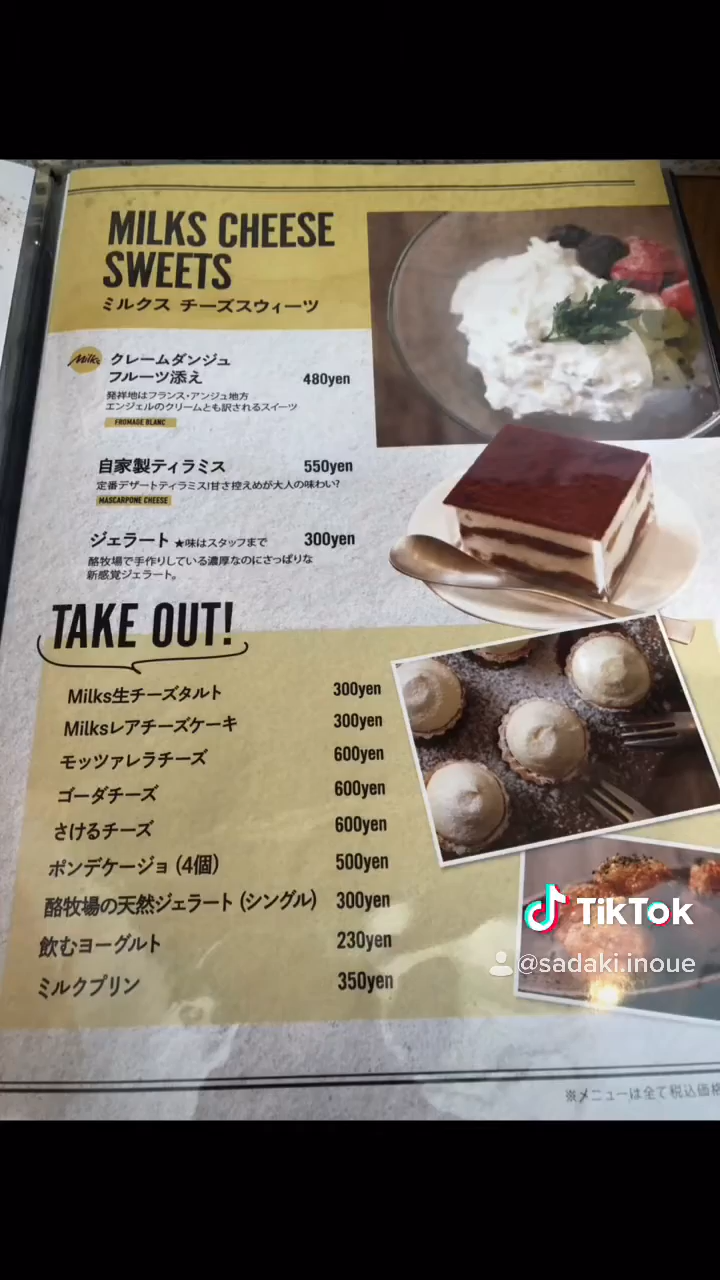 MILKS CHEESE
SWEETS
ミルクス チーズスウィーツ
Milks
クレームダンジュ
フルーツ添え 480yen
発祥地はフランス・アンジュ地方
エンジェルのクリームとも訳されるスイーツ
FROMAGE BLANC
自家製ティラミス 550yen
定番デザートティラミス!甘さ控えめが大人の味わい?
MASCARPONE CHEESE
ジェラート ★味はスタッフまで 300yen
酪牧場で手作りしている濃厚なのにさっぱりな
新感覚ジェラート。
TAKE OUT!
Milks生チーズタルト 300yen
Milksレアチーズケーキ 300yen
モッツァレラチーズ 600yen
ゴーダチーズ 600yen
さけるチーズ 600yen
ポンデケージョ (4個) 500yen
酪牧場の天然ジェラート (シングル) 300yen
飲むヨーグルト 230yen
ミルクプリン 350yen
TikTok
@sadaki.inoue
※メニューは全て税込価格